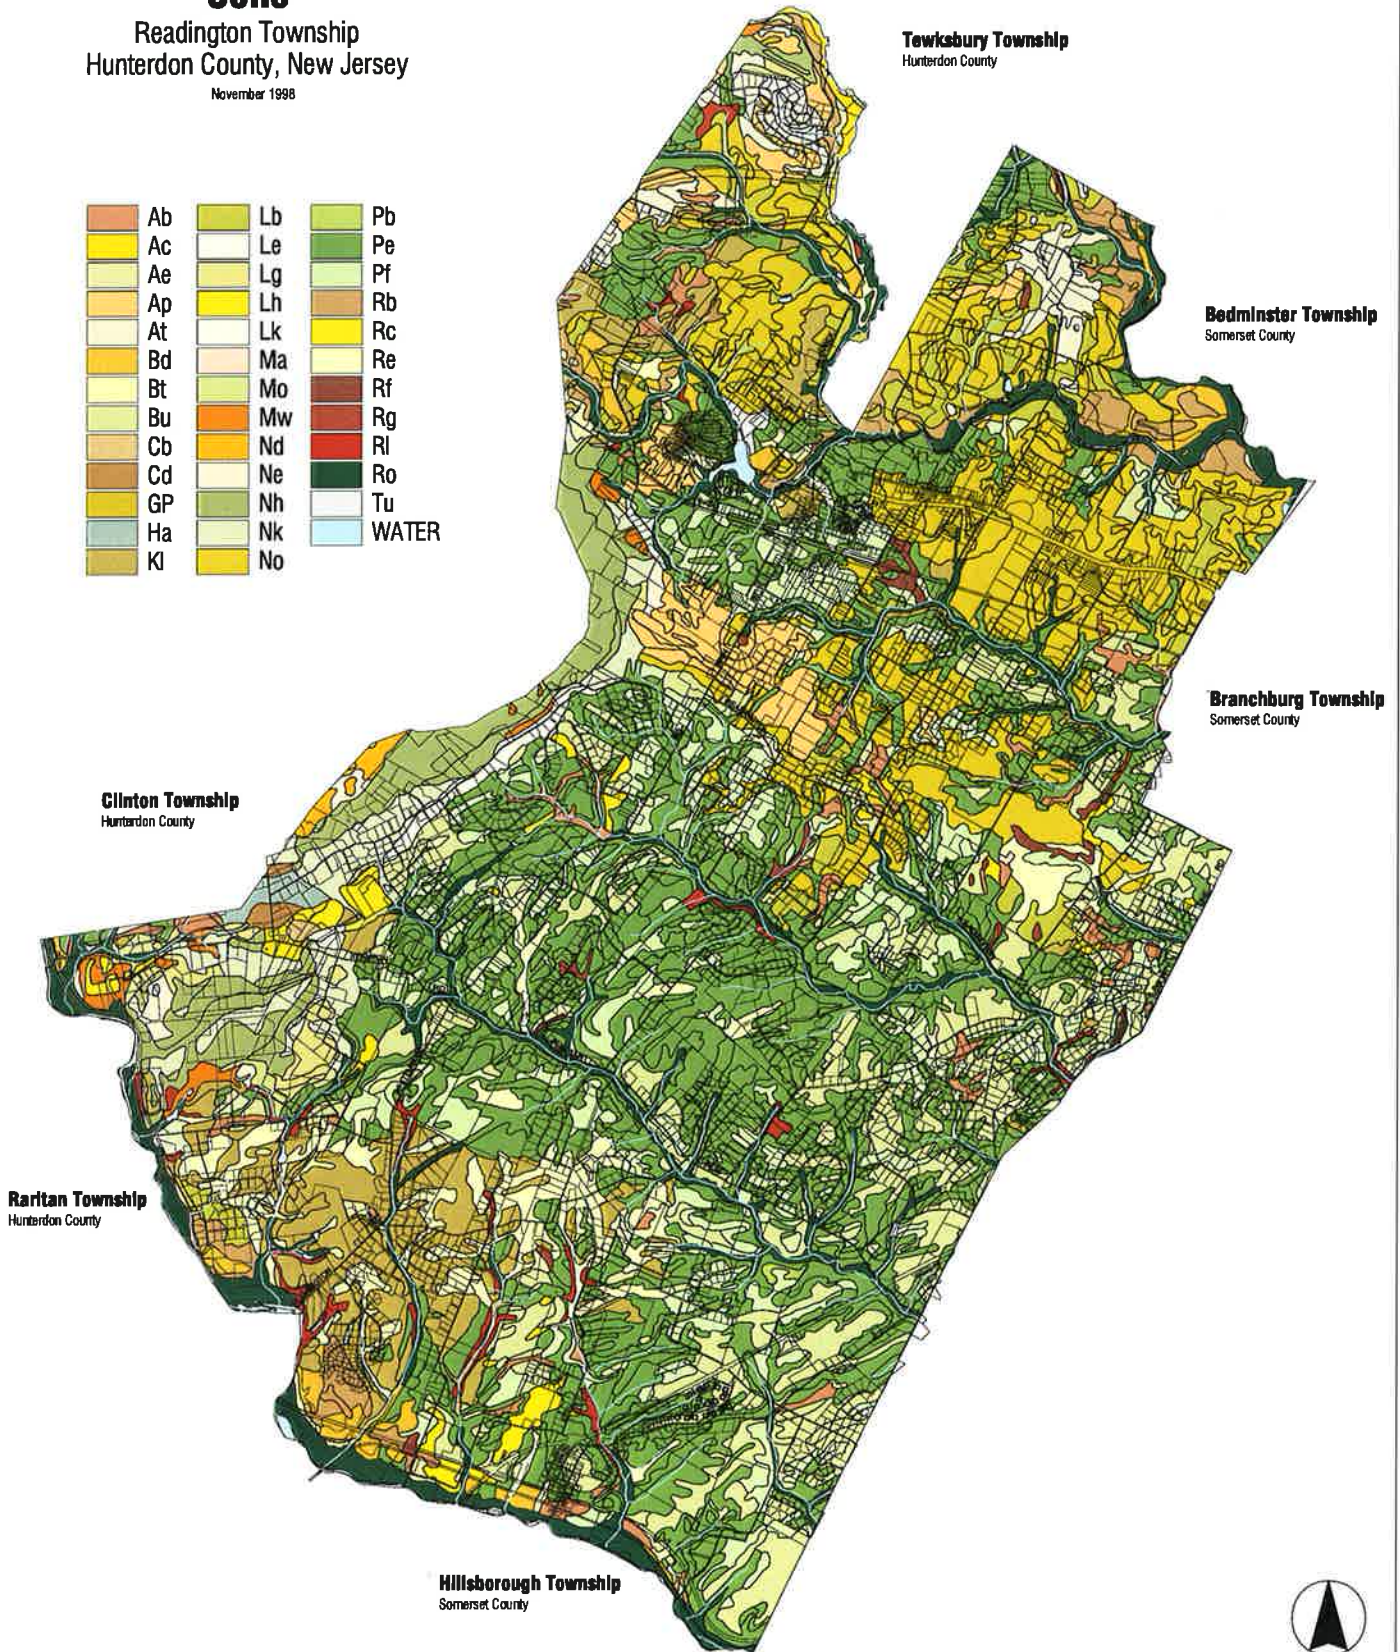 Readington Township
Hunterdon County, New Jersey
November 1998
Ab
Ac
Ae
Ap
At
Bd
Bt
Bu
Cb
Cd
GP
Ha
Kl
Lb
Le
Lg
Lh
Lk
Ma
Mo
Mw
Nd
Ne
Nh
Nk
No
Pb
Pe
Pf
Rb
Rc
Re
Rf
Rg
Rl
Ro
Tu
WATER
Tewksbury Township
Hunterdon County
Bedminster Township
Somerset County
Branchburg Township
Somerset County
Clinton Township
Hunterdon County
Raritan Township
Hunterdon County
Hillsborough Township
Somerset County